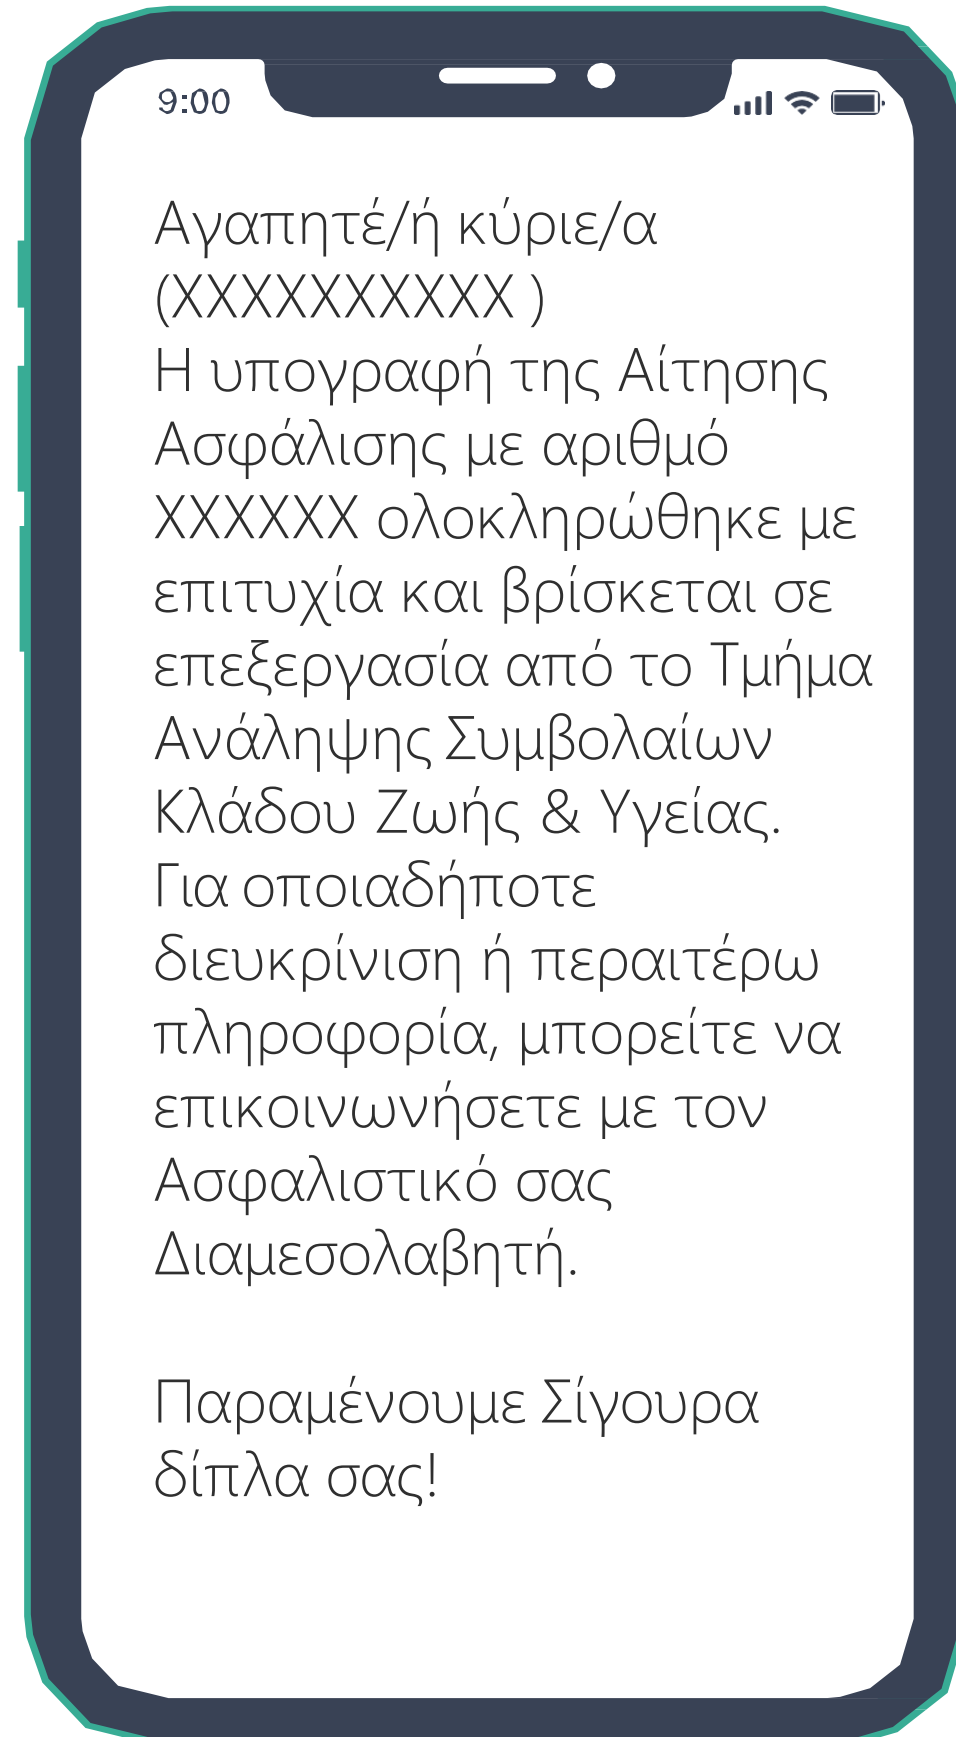 9:00
Αγαπητέ/ή κύριε/α
(ΧΧΧΧΧΧΧΧΧΧ )
Η υπογραφή της Αίτησης
Ασφάλισης με αριθμό
ΧΧΧΧΧΧ ολοκληρώθηκε με
επιτυχία και βρίσκεται σε
επεξεργασία από το Τμήμα
Ανάληψης Συμβολαίων
Κλάδου Ζωής & Υγείας.
Για οποιαδήποτε
διευκρίνιση ή περαιτέρω
πληροφορία, μπορείτε να
επικοινωνήσετε με τον
Ασφαλιστικό σας
Διαμεσολαβητή.
Παραμένουμε Σίγουρα
δίπλα σας!